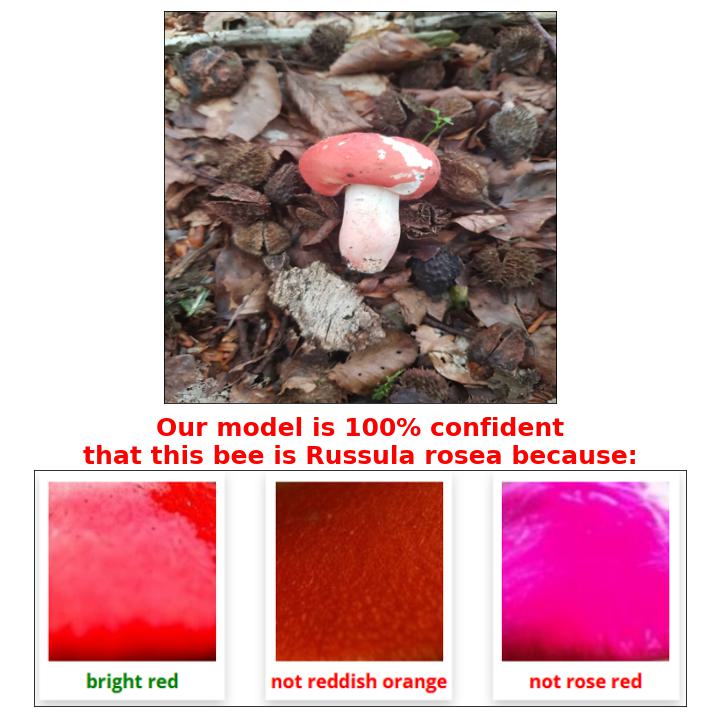 Our model is 100% confident
that this bee is Russula rosea because:
bright red
not reddish orange
not rose red